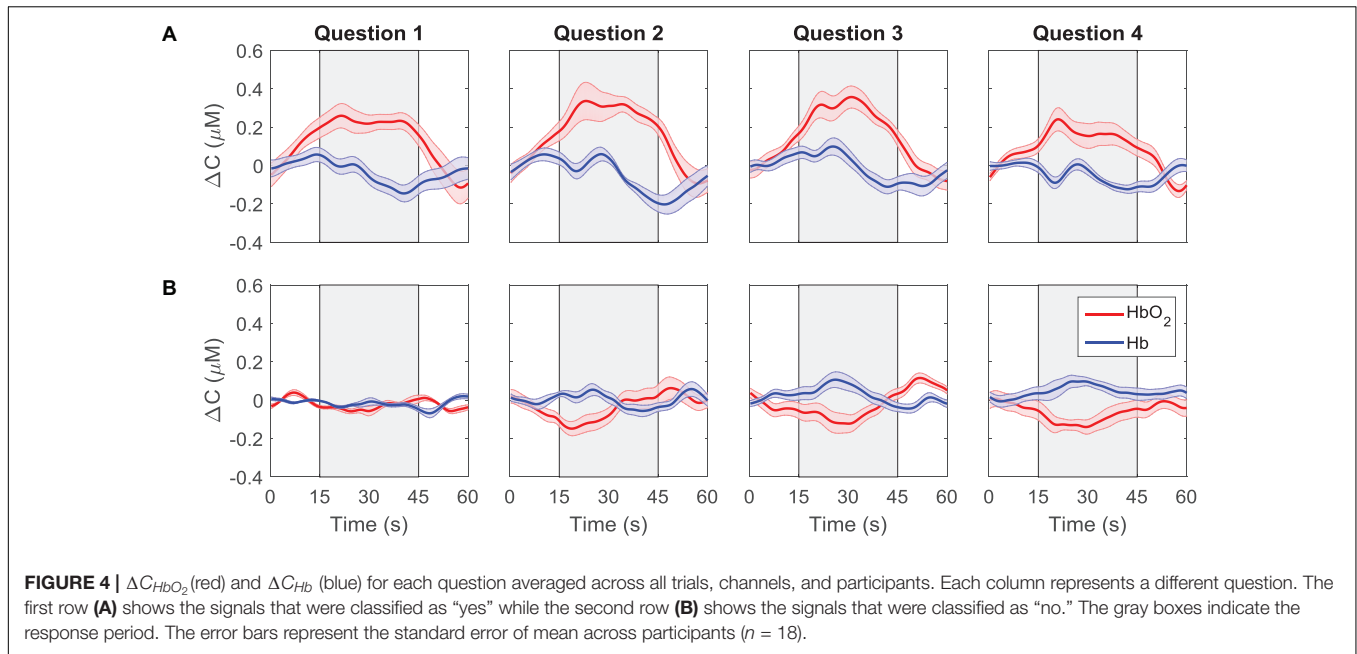 A
Question 1
Question 2
Question 3
Question 4
0.6
0.4
0.2
0
-0.2
-0.4
ΔC (μM)
B
0.6
0.4
0.2
0
-0.2
-0.4
ΔC (μM)
HbO2
Hb
0 15 30 45 60
0 15 30 45 60
0 15 30 45 60
0 15 30 45 60
Time (s)
Time (s)
Time (s)
Time (s)
FIGURE 4 | ΔCHbO2(red) and ΔCHb (blue) for each question averaged across all trials, channels, and participants. Each column represents a different question. The
first row (A) shows the signals that were classified as “yes” while the second row (B) shows the signals that were classified as “no.” The gray boxes indicate the
response period. The error bars represent the standard error of mean across participants (n = 18).